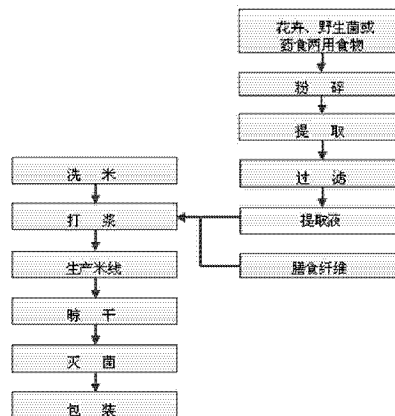 花卉、野生菌或
药食两用食物
粉 碎
提 取
过 滤
提取液
膳食纤维
洗 米
打 浆
生产米线
晾 干
灭 菌
包 装